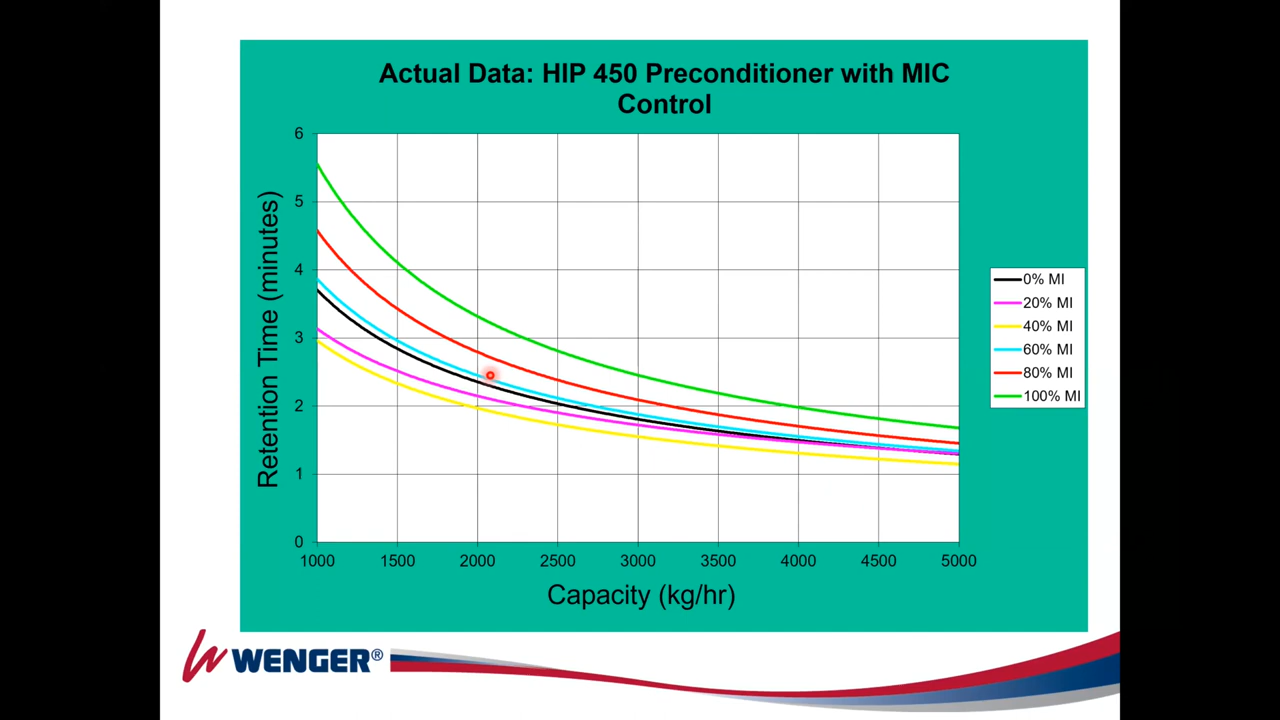 Actual Data: HIP 450 Preconditioner with MIC
Control
Retention Time (minutes)
6
5
4
3
2
1
0
1000 1500 2000 2500 3000 3500 4000 4500 5000
Capacity (kg/hr)
0% MI
20% MI
40% MI
60% MI
80% MI
100% MI
WENGER®